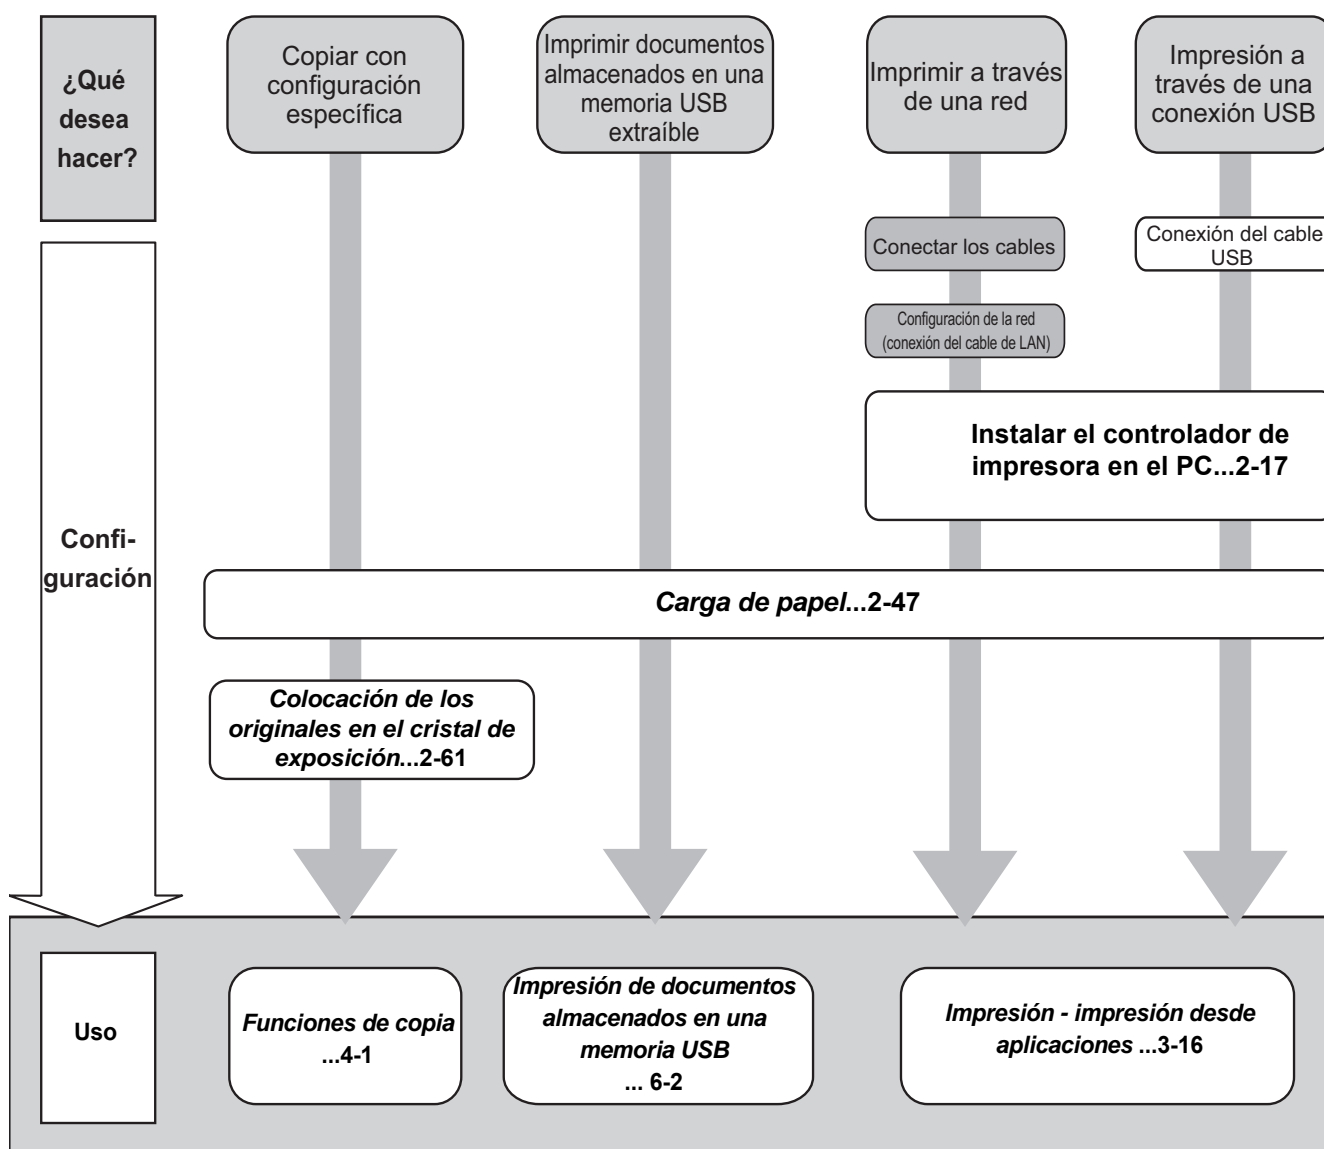 ¿Qué
desea
hacer?
Copiar con
configuración
específica
Imprimir documentos
almacenados en una
memoria USB
extraíble
Imprimir a través
de una red
Impresión a
través de una
conexión USB
Conectar los cables
Conexión del cable
USB
Configuración de la red
(conexión del cable de LAN)
Instalar el controlador de
impresora en el PC...2-17
Confi-
guración
Carga de papel...2-47
Colocación de los
originales en el cristal de
exposición...2-61
Uso
Funciones de copia
...4-1
Impresión de documentos
almacenados en una
memoria USB
... 6-2
Impresión - impresión desde
aplicaciones ...3-16